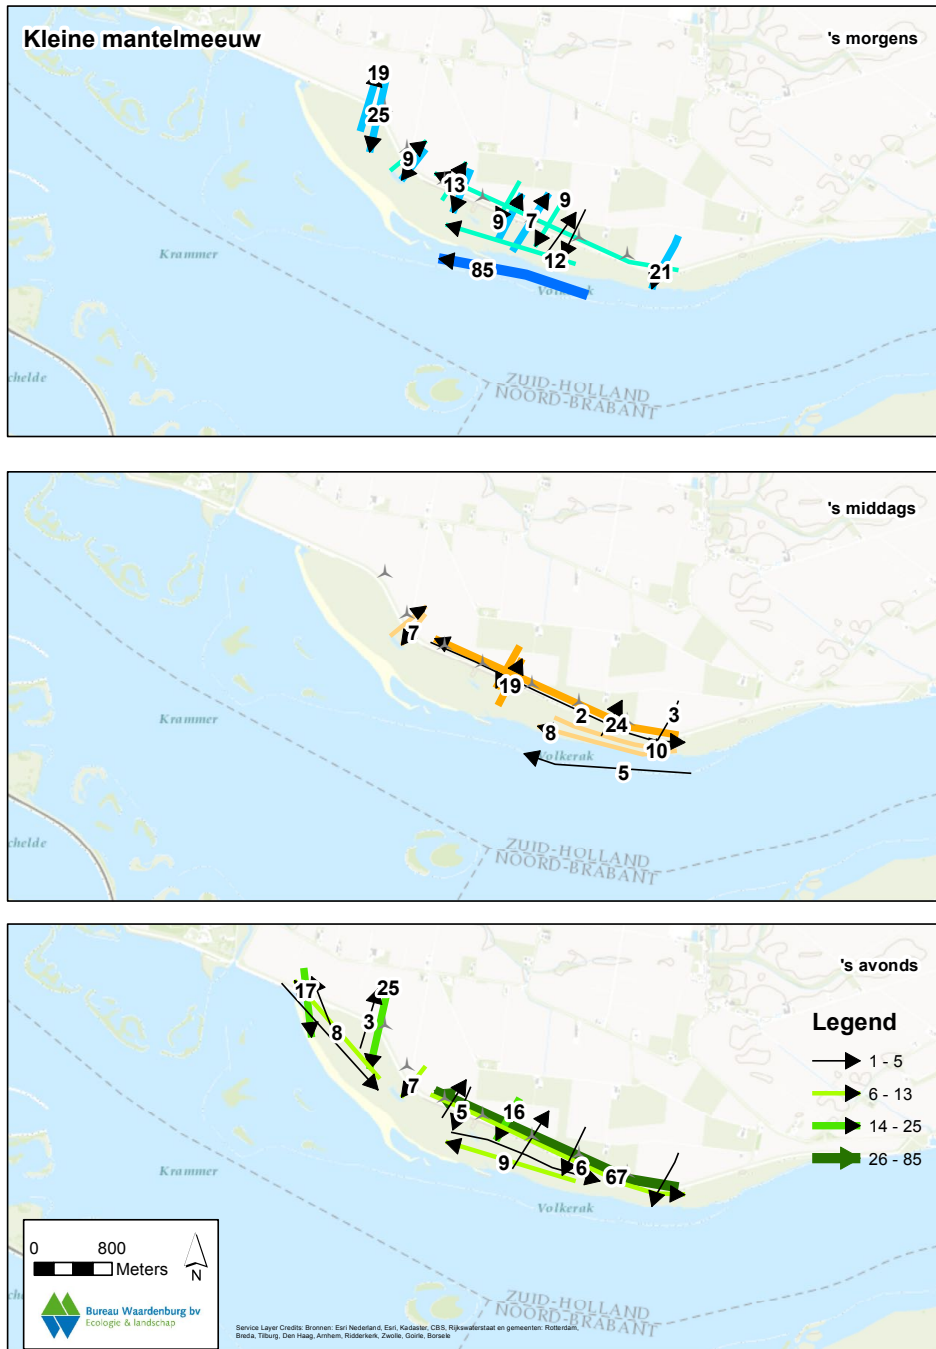 Kleine mantelmeeuw
's morgens
19
25
9
13
9
7
9
12
21
85
Krammer
Volkerak
chelde
ZUID-HOLLAND
NOORD-BRABANT
's middags
7
19
2
24
3
8
10
5
Krammer
Volkerak
chelde
ZUID-HOLLAND
NOORD-BRABANT
's avonds
17
25
8
3
7
5
16
9
6
67
Legend
1 - 5
6 - 13
14 - 25
26 - 85
Krammer
Volkerak
ZUID-HOLLAND
NOORD-BRABANT
0 800
Meters
N
Bureau Waardenburg bv
Ecologie & landschap
Service Layer Credits: Bronnen: Esri Nederland, Esri, Kadaster, CBS, Rijkswaterstaat en gemeenten: Rotterdam,
Breda, Tilburg, Den Haag, Arnhem, Ridderkerk, Zwolle, Goirle, Borsele